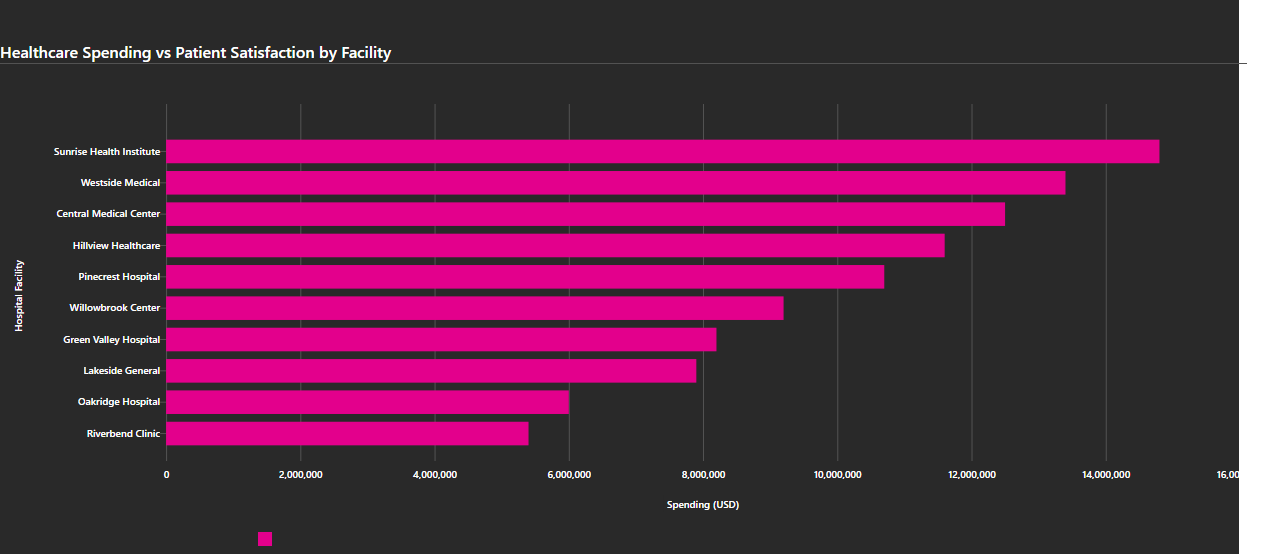 Healthcare Spending vs Patient Satisfaction by Facility
Hospital Facility
Sunrise Health Institute
Westside Medical
Central Medical Center
Hillview Healthcare
Pinecrest Hospital
Willowbrook Center
Green Valley Hospital
Lakeside General
Oakridge Hospital
Riverbend Clinic
0 2,000,000 4,000,000 6,000,000 8,000,000 10,000,000 12,000,000 14,000,000 16,00
Spending (USD)